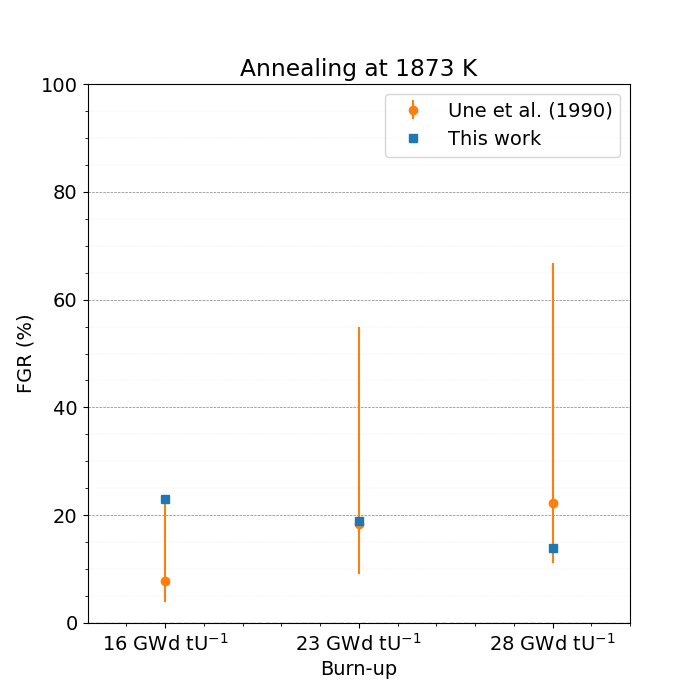 Annealing at 1873 K
Une et al. (1990)
This work
FGR (%)
100
80
60
40
20
0
16 GWd tU⁻¹ 23 GWd tU⁻¹ 28 GWd tU⁻¹
Burn-up